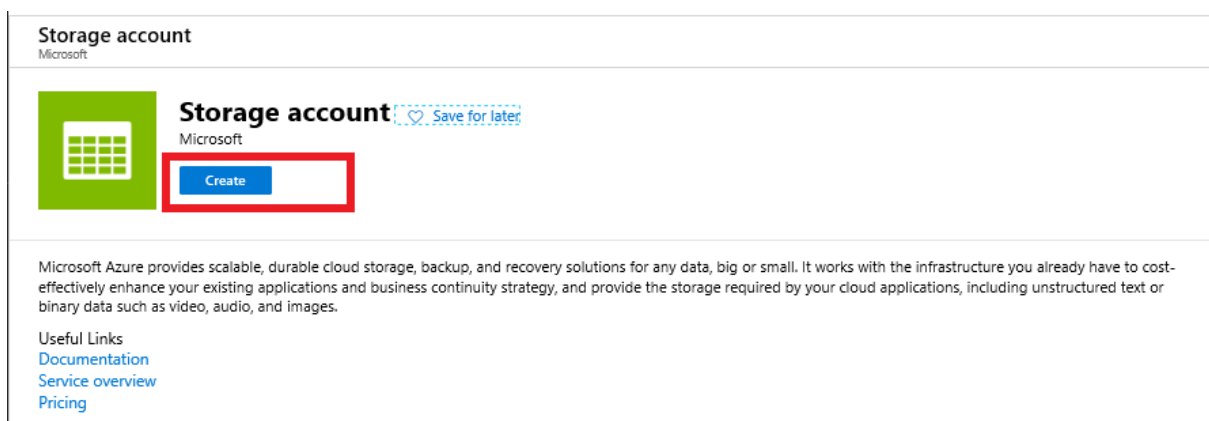 Storage account
Microsoft
Storage account
Save for later
Microsoft
Create
Microsoft Azure provides scalable, durable cloud storage, backup, and recovery solutions for any data, big or small. It works with the infrastructure you already have to cost-
effectively enhance your existing applications and business continuity strategy, and provide the storage required by your cloud applications, including unstructured text or
binary data such as video, audio, and images.
Useful Links
Documentation
Service overview
Pricing